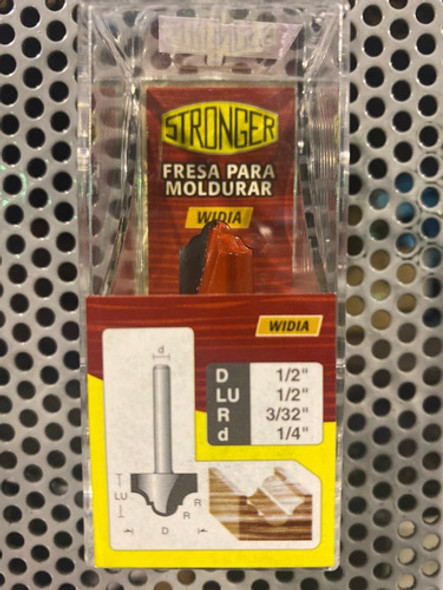 STRONGER
FRESA PARA
MOLDURAR
WIDIA
WIDIA
d
D 1/2"
LU 1/2"
R 3/32"
d 1/4"
LU
R
R
D